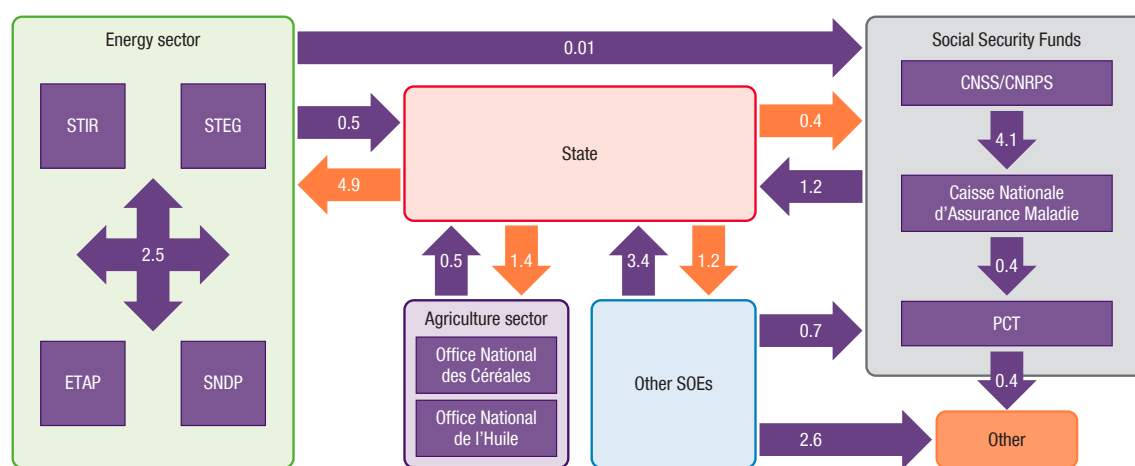 Energy sector
STIR
STEG
2.5
ETAP
SNDP
0.01
0.5
4.9
State
0.4
1.2
0.5
1.4
3.4
1.2
Agriculture sector
Office National
des Céréales
Office National
de l'Huile
Other SOEs
0.7
2.6
Social Security Funds
CNSS/CNRPS
4.1
Caisse Nationale
d'Assurance Maladie
0.4
PCT
0.4
Other